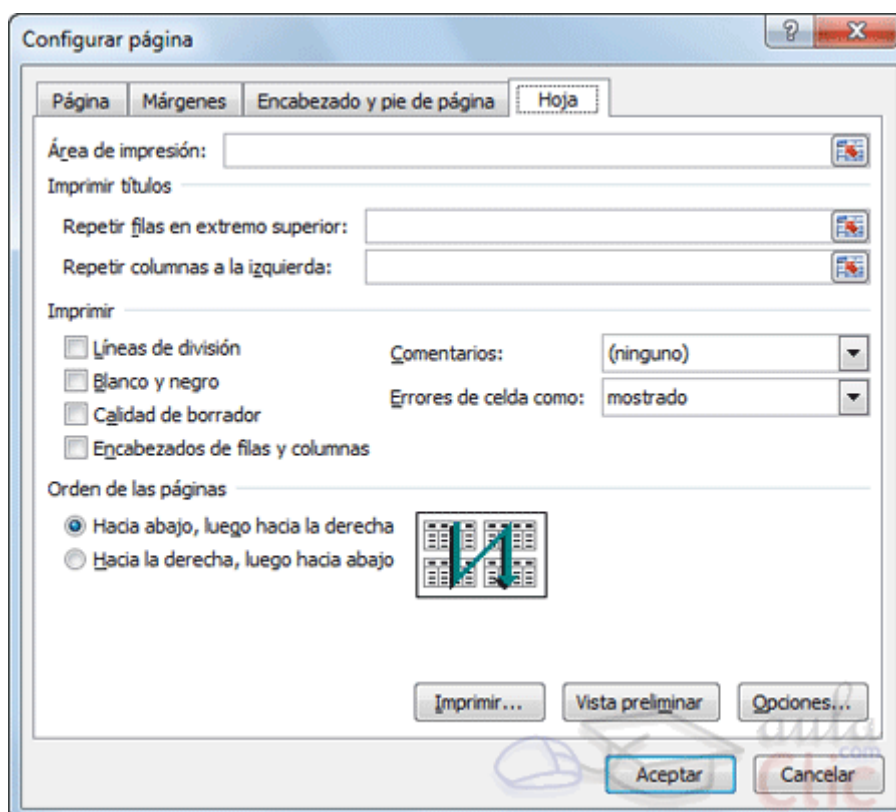 Configurar página
Página Márgenes Encabezado y pie de página Hoja
Área de impresión:
Imprimir títulos
Repetir filas en extremo superior:
Repetir columnas a la izquierda:
Imprimir
Líneas de división
Comentarios: (ninguno)
Blanco y negro
Errores de celda como: mostrado
Calidad de borrador
Encabezados de filas y columnas
Orden de las páginas
Hacia abajo, luego hacia la derecha
Hacia la derecha, luego hacia abajo
Imprimir... Vista preliminar Opciones...
aula
.com
Clic
Aceptar Cancelar